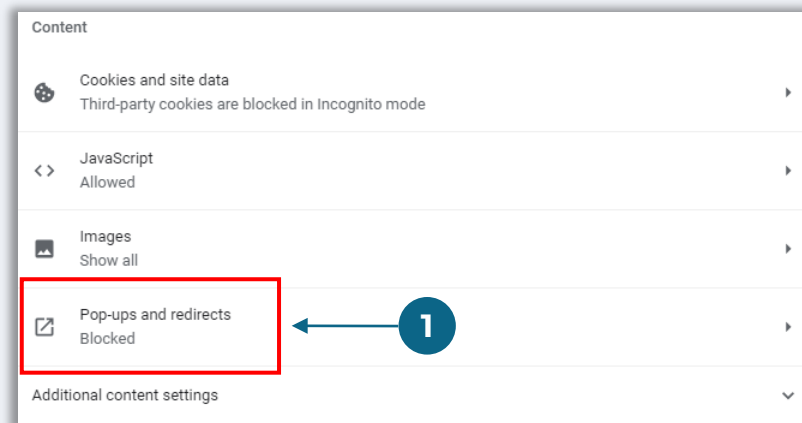 Content
Cookies and site data
Third-party cookies are blocked in Incognito mode
JavaScript
Allowed
Images
Show all
Pop-ups and redirects
Blocked
1
Additional content settings